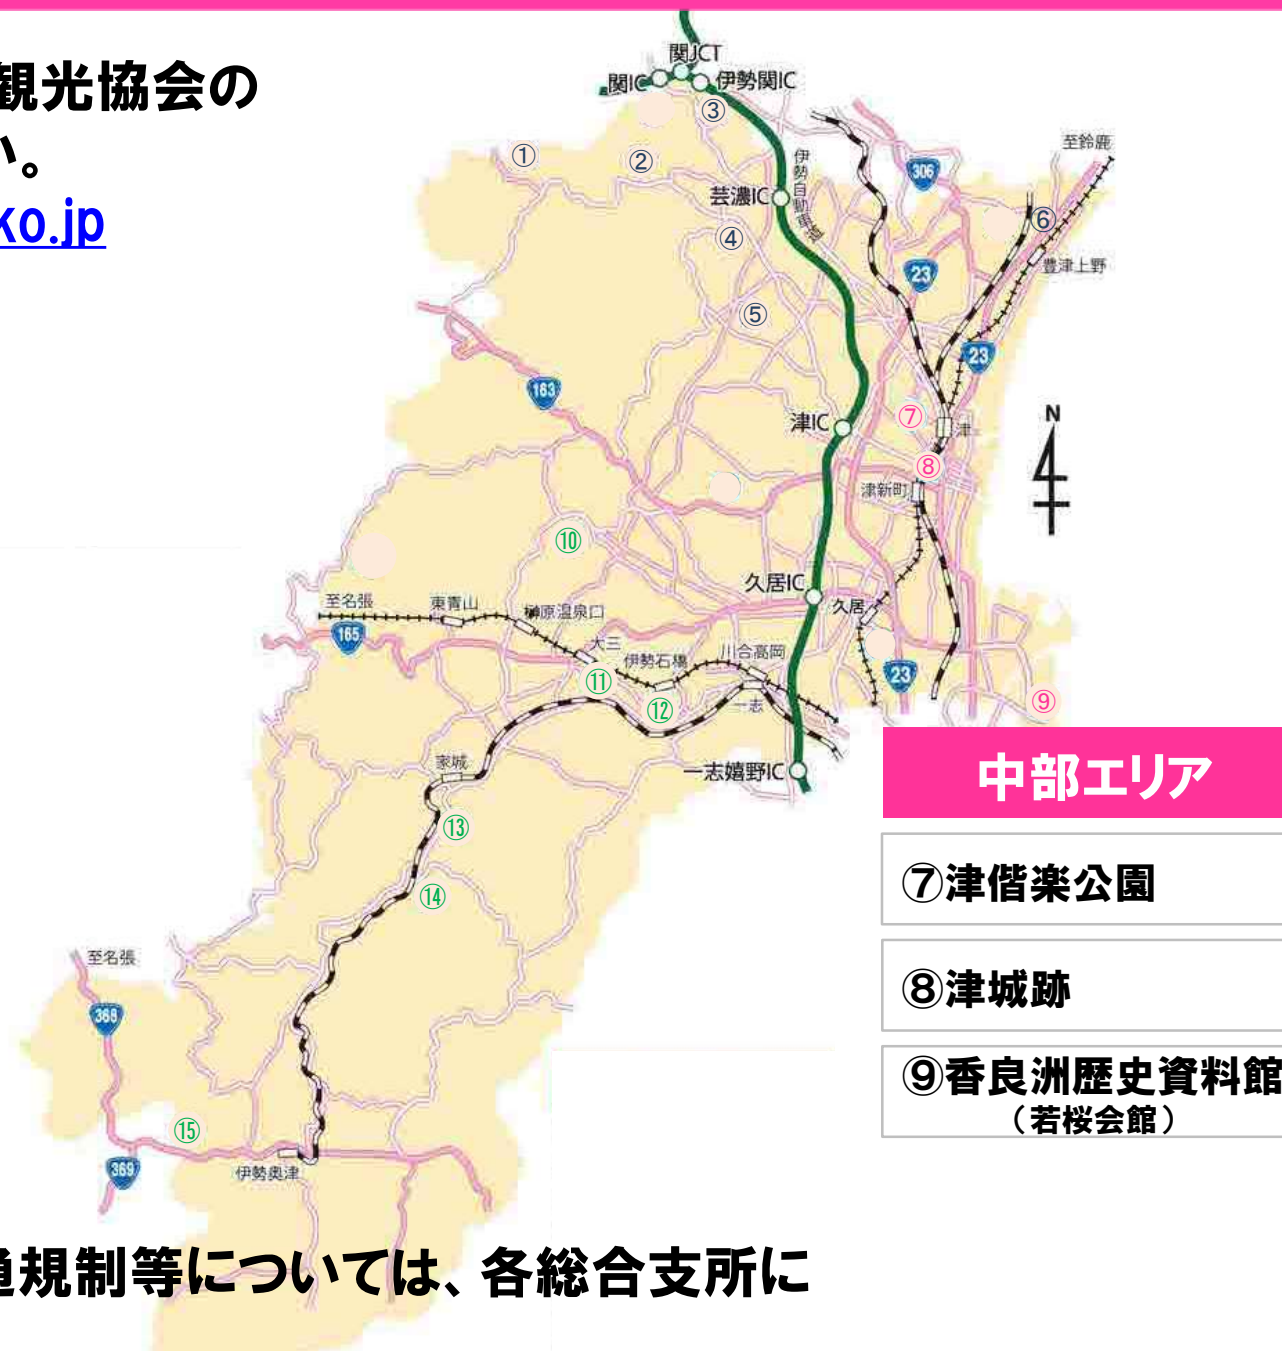 観光協会の
い。
ko.jp
関JCT
関IC
伊勢関IC
③
①
②
至鈴鹿
306
伊勢自動車道
芸濃IC
④
⑥
豊津上野
23
⑤
23
163
⑦
津IC
津
N
⑧
津新町
⑩
久居IC
久居
至名張
東青山
榊原温泉口
165
大三
伊勢石橋
川合高岡
⑪
23
⑫
一志
⑨
家城
一志嬉野IC
⑬
⑭
至名張
368
⑮
369
伊勢奥津
中部エリア
⑦津偕楽公園
⑧津城跡
⑨香良洲歴史資料館
（若桜会館）
通規制等については、各総合支所に